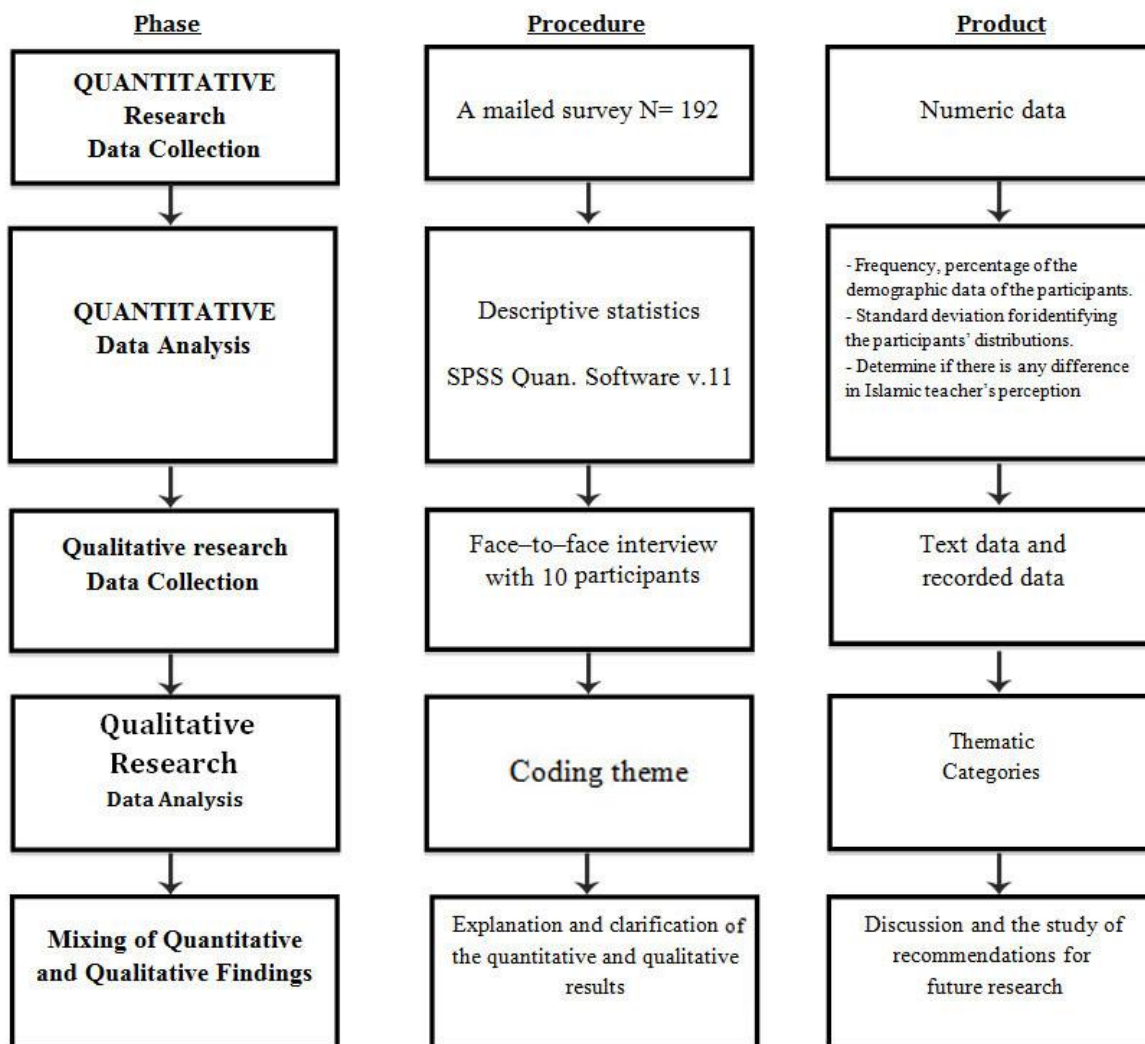 Phase
Procedure
Product
QUANTITATIVE
Research
Data Collection
A mailed survey N= 192
Numeric data
QUANTITATIVE
Data Analysis
Descriptive statistics
SPSS Quan. Software v.11
- Frequency, percentage of the
demographic data of the participants.
- Standard deviation for identifying
the participants’ distributions.
- Determine if there is any difference
in Islamic teacher’s perception
Qualitative research
Data Collection
Face–to–face interview
with 10 participants
Text data and
recorded data
Qualitative
Research
Data Analysis
Coding theme
Thematic
Categories
Mixing of Quantitative
and Qualitative Findings
Explanation and clarification of
the quantitative and qualitative
results
Discussion and the study of
recommendations for
future research